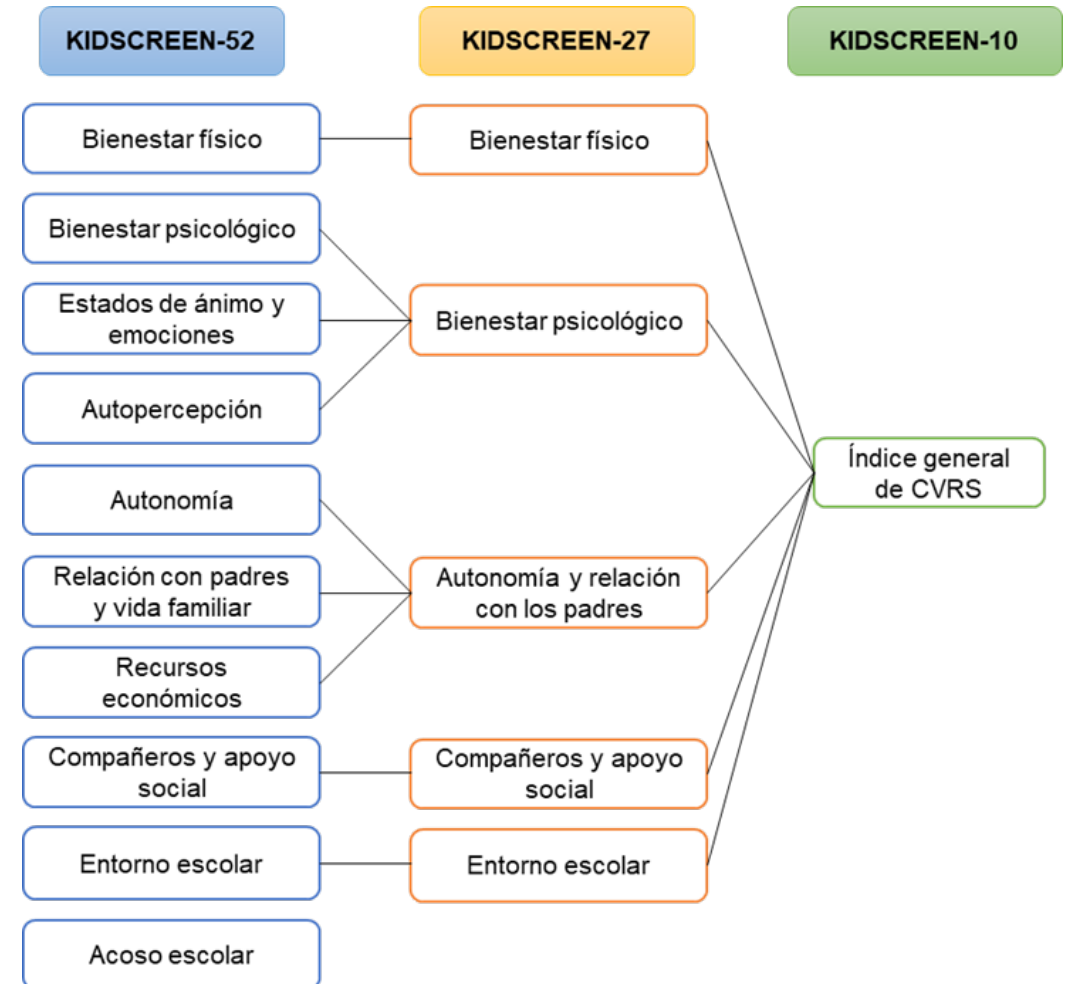 KIDSCREEN-52
KIDSCREEN-27
KIDSCREEN-10
Bienestar físico
Bienestar psicológico
Estados de ánimo y
emociones
Autopercepción
Autonomía
Relación con padres
y vida familiar
Recursos
económicos
Compañeros y apoyo
social
Entorno escolar
Acoso escolar
Bienestar físico
Bienestar psicológico
Autonomía y relación
con los padres
Compañeros y apoyo
social
Entorno escolar
Índice general
de CVRS